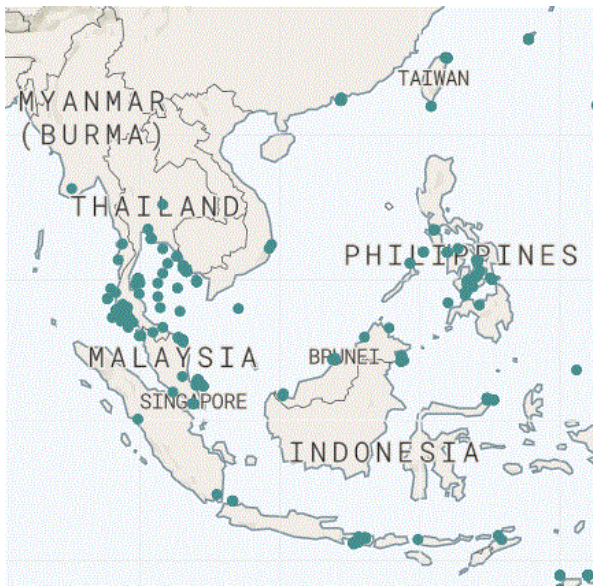 TAIWAN
MYANMAR
(BURMA)
THAILAND
PHILIPPINES
MALAYSIA
BRUNEI
SINGAPORE
INDONESIA